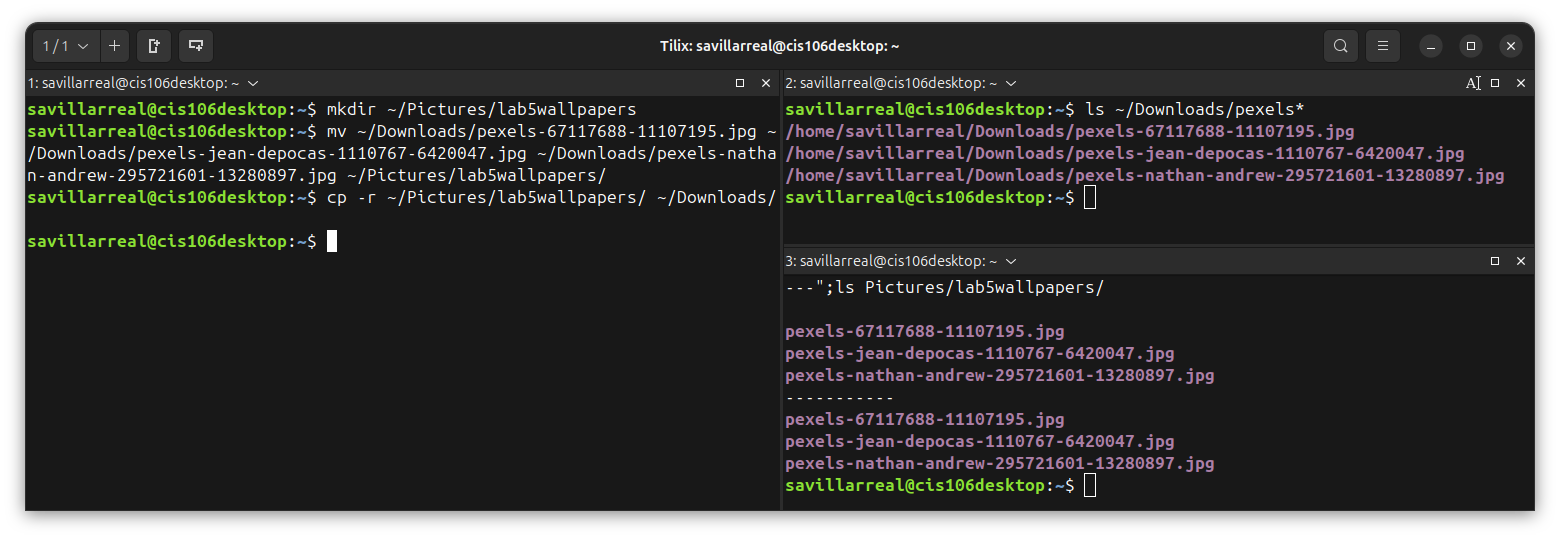 1 / 1
Tilix: savillarreal@cis106desktop: ~
1: savillarreal@cis106desktop: ~
savillarreal@cis106desktop:~$ mkdir ~/Pictures/lab5wallpapers
savillarreal@cis106desktop:~$ mv ~/Downloads/pexels-67117688-11107195.jpg ~
/Downloads/pexels-jean-depocas-1110767-6420047.jpg ~/Downloads/pexels-natha
n-andrew-295721601-13280897.jpg ~/Pictures/lab5wallpapers/
savillarreal@cis106desktop:~$ cp -r ~/Pictures/lab5wallpapers/ ~/Downloads/
savillarreal@cis106desktop:~$
2: savillarreal@cis106desktop: ~
A
savillarreal@cis106desktop:~$ ls ~/Downloads/pexels*
/home/savillarreal/Downloads/pexels-67117688-11107195.jpg
/home/savillarreal/Downloads/pexels-jean-depocas-1110767-6420047.jpg
/home/savillarreal/Downloads/pexels-nathan-andrew-295721601-13280897.jpg
savillarreal@cis106desktop:~$
3: savillarreal@cis106desktop: ~
---";ls Pictures/lab5wallpapers/
pexels-67117688-11107195.jpg
pexels-jean-depocas-1110767-6420047.jpg
pexels-nathan-andrew-295721601-13280897.jpg
-----------
pexels-67117688-11107195.jpg
pexels-jean-depocas-1110767-6420047.jpg
pexels-nathan-andrew-295721601-13280897.jpg
savillarreal@cis106desktop:~$